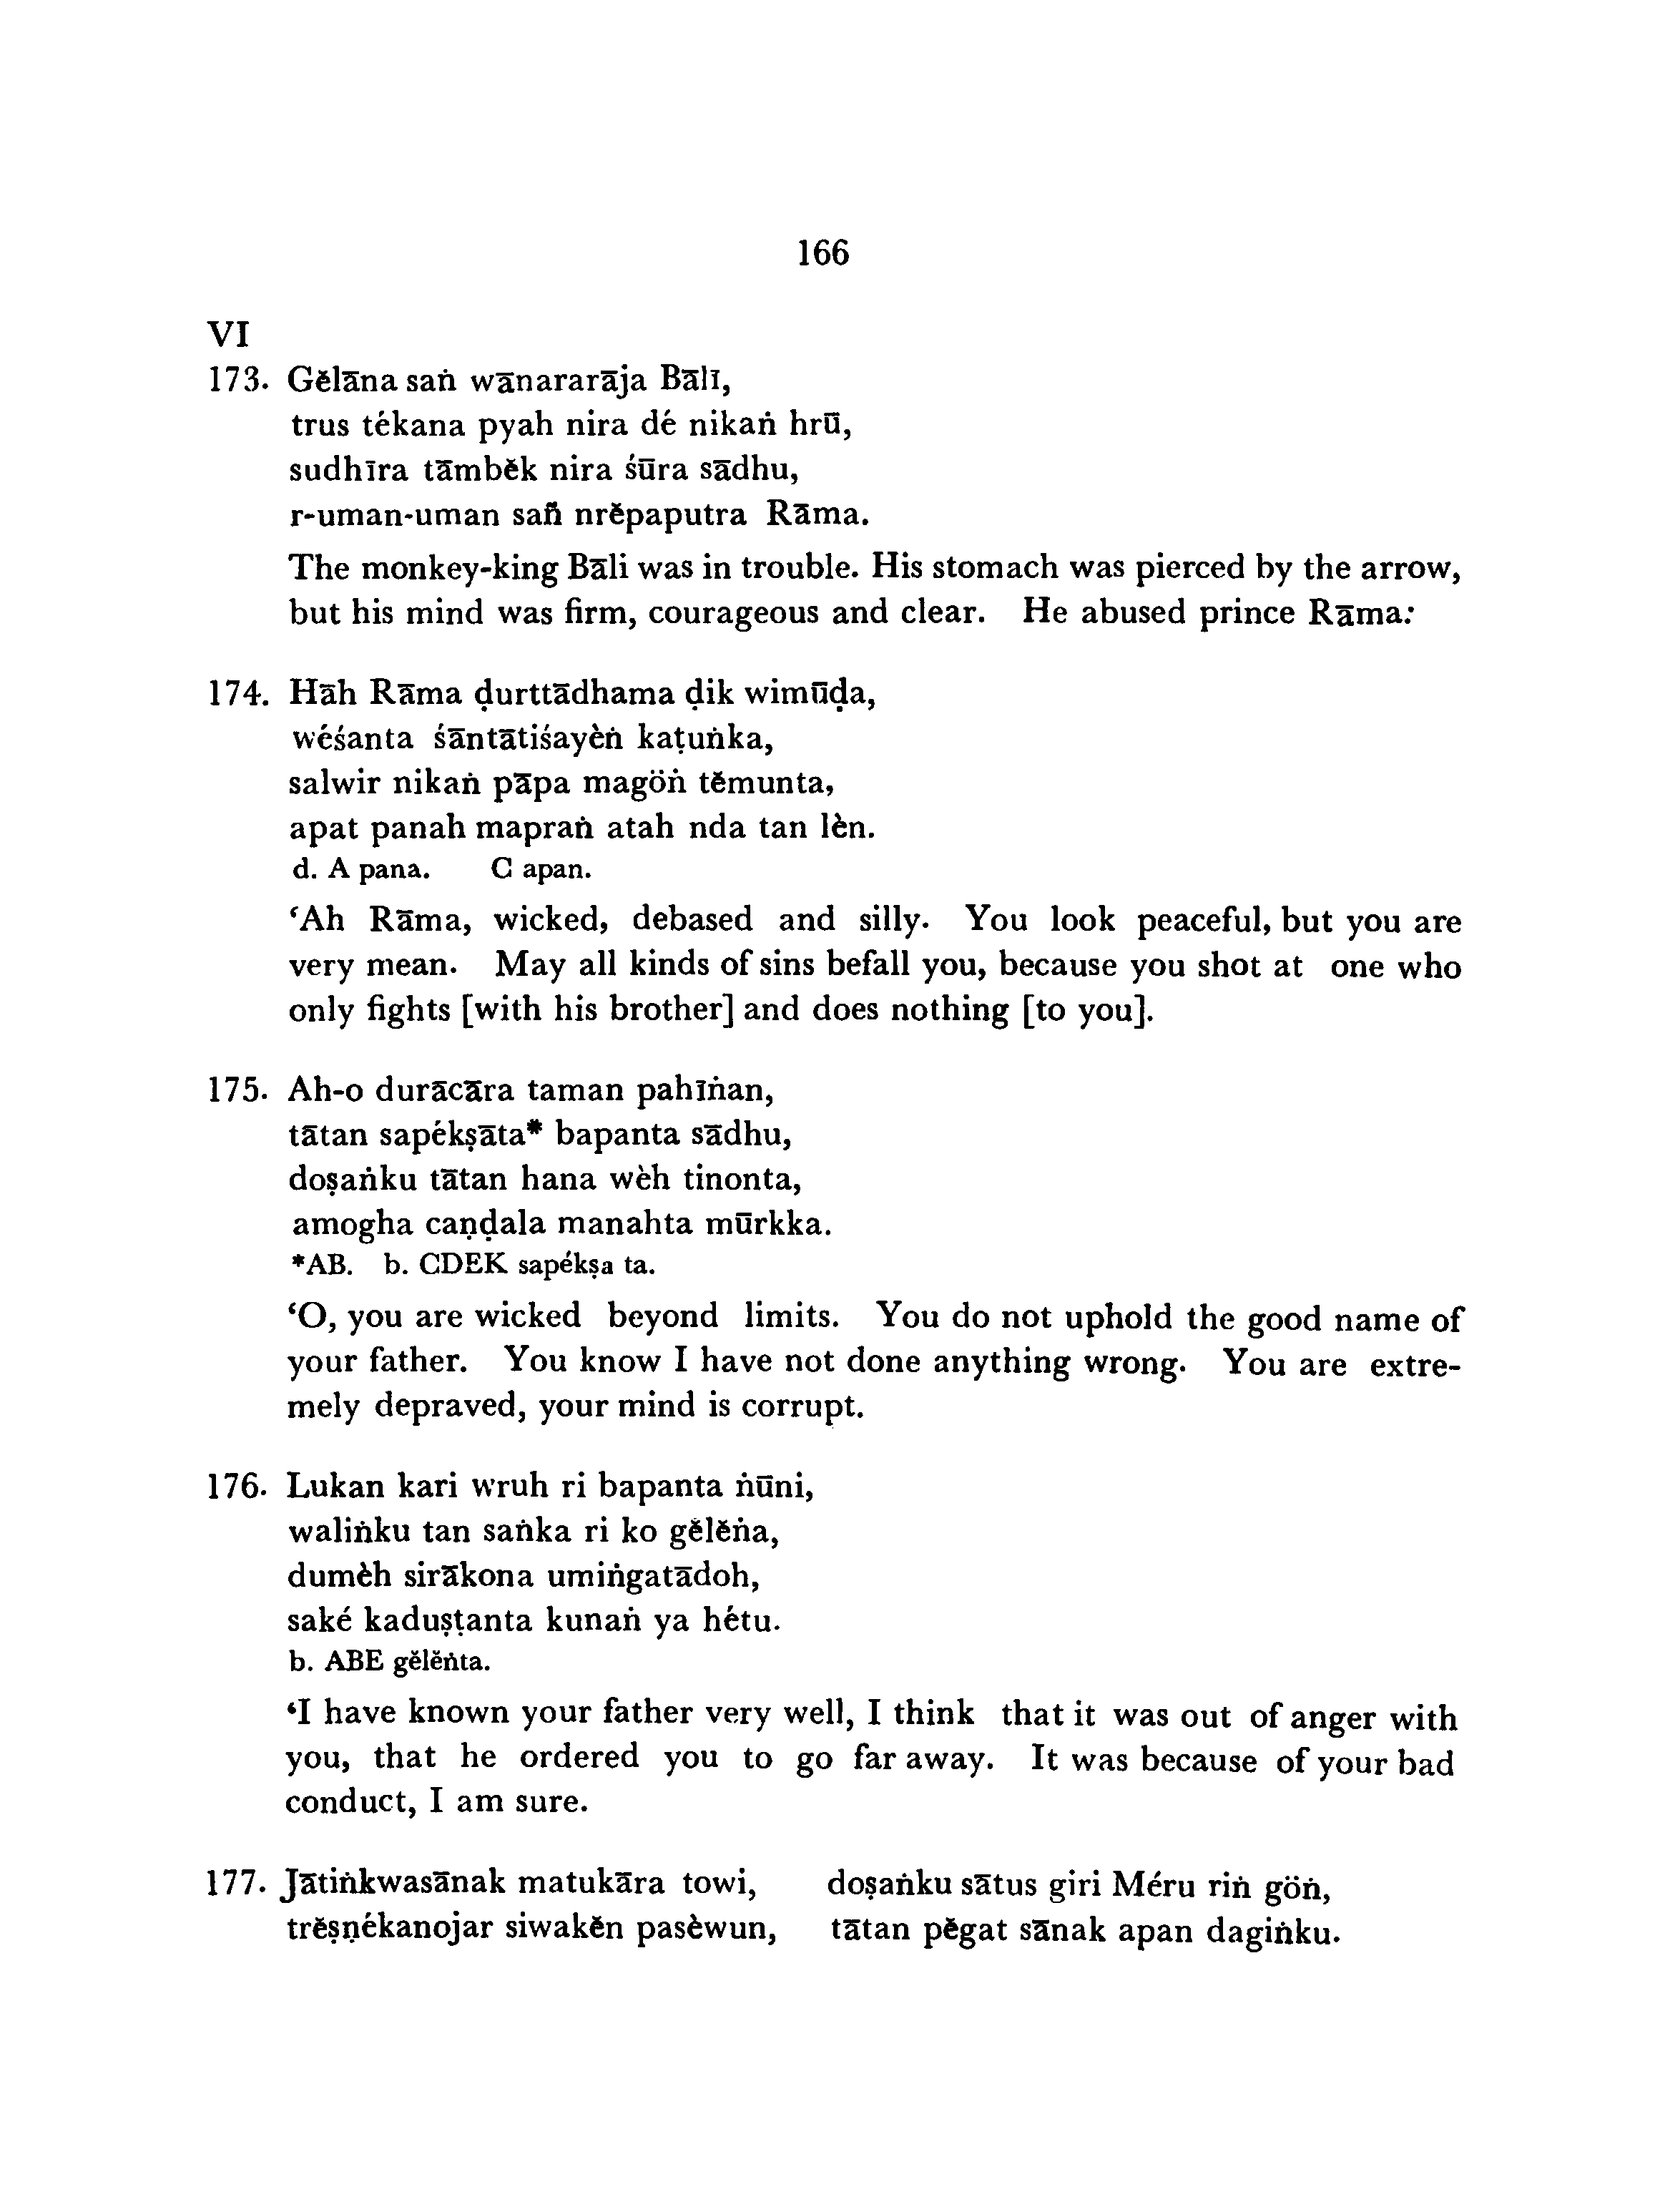 166
VI
173. Gĕlāna saṅ wānararāja Bālī,
trus tékana pyah nira dé nikaṅ hrū,
sudhīra tāmbĕk nira śūra sādhu,
r-uman-uman sañ nrĕpaputra Rāma.
The monkey-king Bāli was in trouble. His stomach was pierced by the arrow,
but his mind was firm, courageous and clear. He abused prince Rāma:
174. Hāh Rāma ḍurttādhama ḍik wimūḍa,
wéśanta śāntātiśayèṅ kaṭuṅka,
salwir nikaṅ pāpa magöṅ tĕmunta,
apat panah mapraṅ atah nda tan lèn.
d. A pana. C apan.
‘Ah Rāma, wicked, debased and silly. You look peaceful, but you are
very mean. May all kinds of sins befall you, because you shot at one who
only fights [with his brother] and does nothing [to you].
175. Ah-o durācāra taman pahīṅan,
tātan sapékṣāta* bapanta sādhu,
doṣaṅku tātan hana wèh tinonta,
amogha caṇḍala manahta mūrkka.
*AB. b. CDEK sapékṣa ta.
‘O, you are wicked beyond limits. You do not uphold the good name of
your father. You know I have not done anything wrong. You are extre-
mely depraved, your mind is corrupt.
176. Lukan kari wruh ri bapanta ṅūni,
waliṅku tan saṅka ri ko gĕlĕṅa,
dumèh sirākona umiṅgatādoh,
saké kaduṣṭanta kunaṅ ya hétu.
b. ABE gĕlĕṅta.
‘I have known your father very well, I think that it was out of anger with
you, that he ordered you to go far away. It was because of your bad
conduct, I am sure.
177. Jātiṅkwasānak matukāra towi, doṣaṅku sātus giri Méru riṅ göṅ,
trĕṣṇékanojar siwakĕn pasèwun, tātan pĕgat sānak apan dagiṅku.